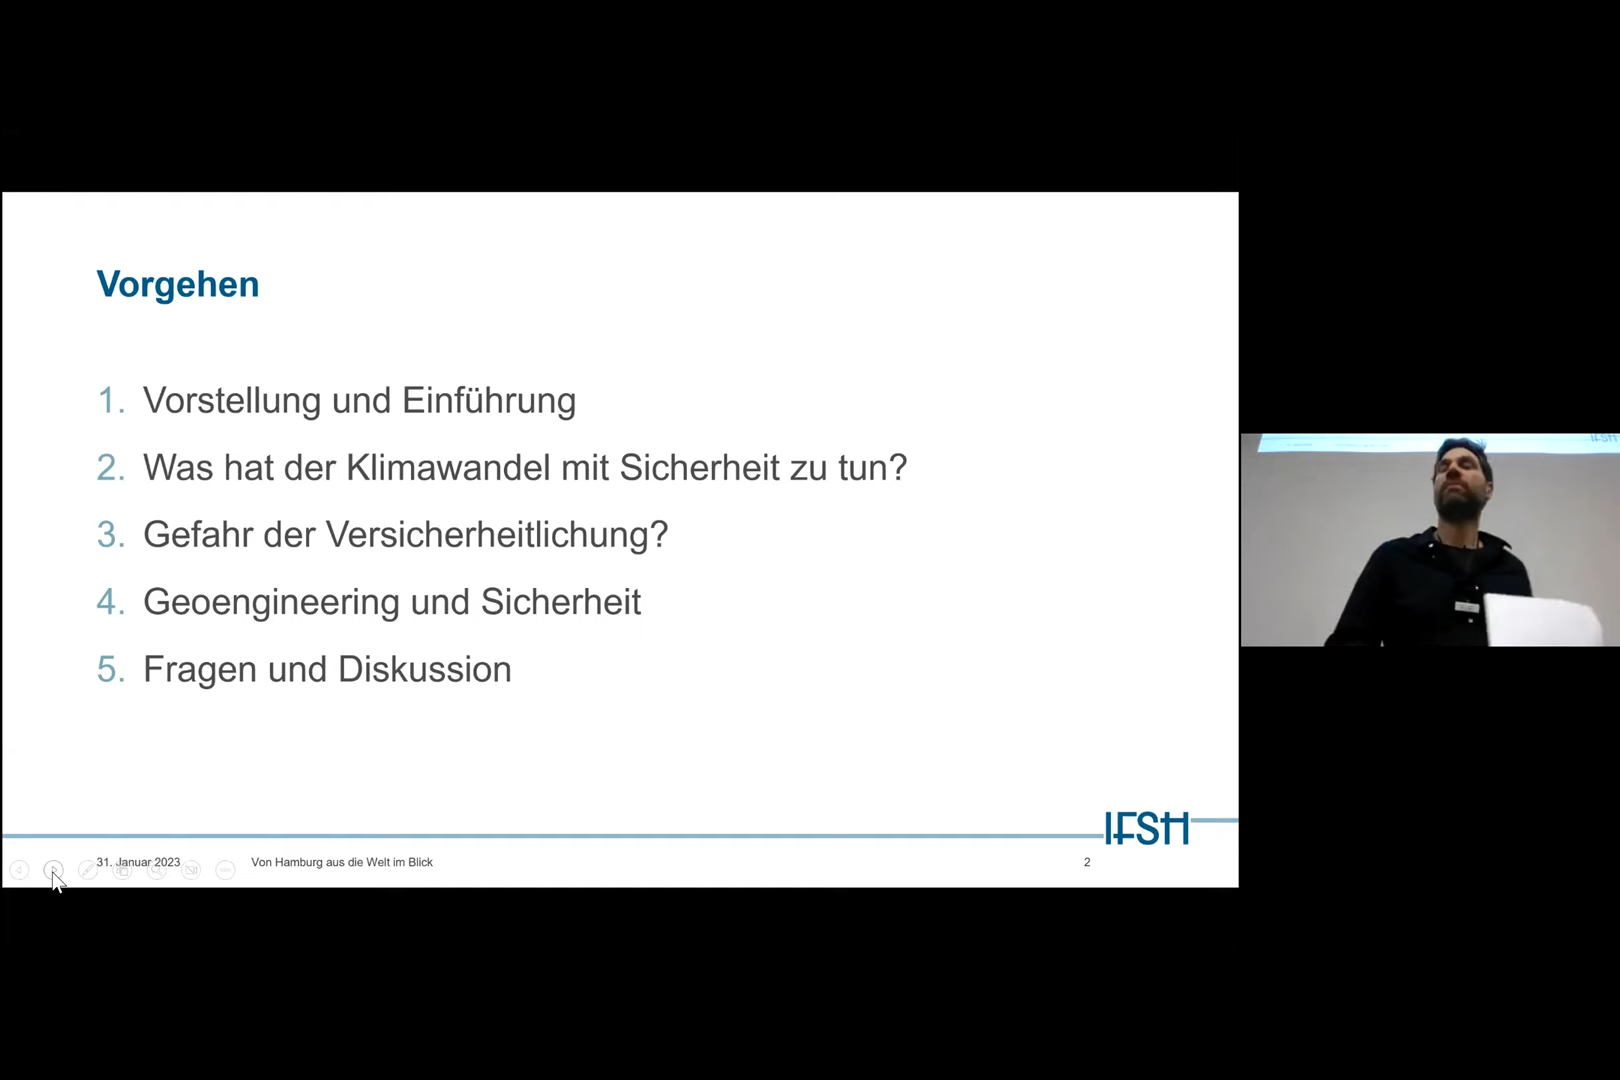 Vorgehen
1. Vorstellung und Einführung
2. Was hat der Klimawandel mit Sicherheit zu tun?
3. Gefahr der Versicherheitlichung?
4. Geoengineering und Sicherheit
5. Fragen und Diskussion
IFSH
31. Januar 2023 Von Hamburg aus die Welt im Blick 2
IFSH